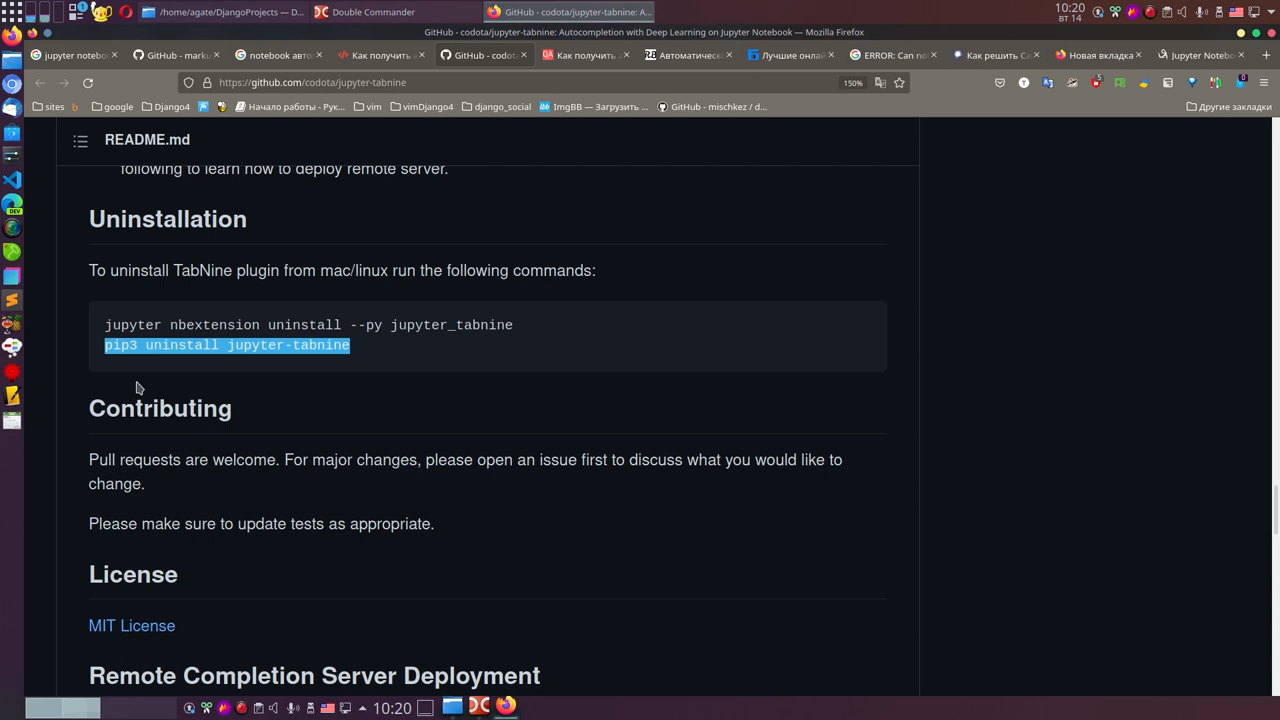 /home/agate/DjangoProjects — D...
Double Commander
GitHub - codota/jupyter-tabnine: A...
10:20
ВТ 14
GitHub - codota/jupyter-tabnine: Autocompletion with Deep Learning on Jupyter Notebook — Mozilla Firefox
jupyter noteboo
GitHub - marku
notebook авто
Как получить
GitHub - codota
Как получить
Автоматическ
Лучшие онлай
ERROR: Can no
Как решить Ca
Новая вкладка
Jupyter Notebo
https://github.com/codota/jupyter-tabnine
150%
sites
google
Django4
Начало работы - Рук...
vim
vimDjango4
django_social
ImgBB — Загрузить ...
GitHub - mischkez / d...
Другие закладки
README.md
following to learn how to deploy remote server.
Uninstallation
To uninstall TabNine plugin from mac/linux run the following commands:
jupyter nbextension uninstall --py jupyter_tabnine
pip3 uninstall jupyter-tabnine
Contributing
Pull requests are welcome. For major changes, please open an issue first to discuss what you would like to
change.
Please make sure to update tests as appropriate.
License
MIT License
Remote Completion Server Deployment
10:20